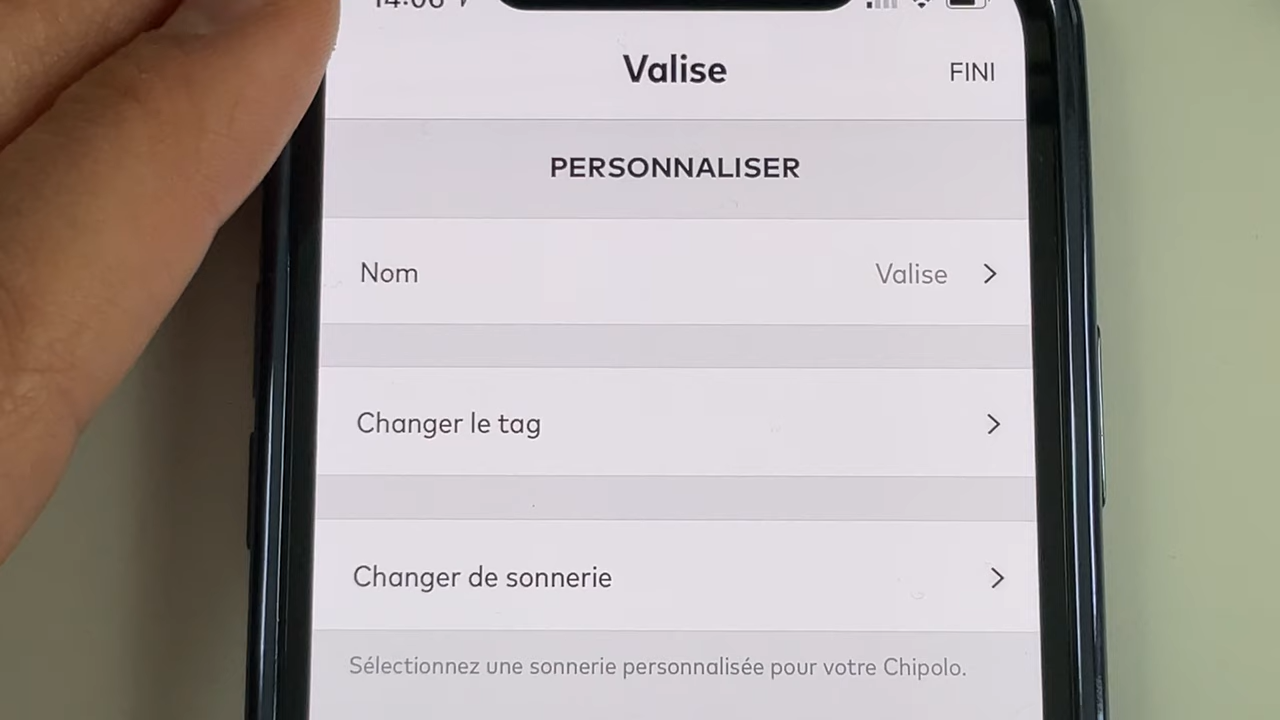 Valise
FINI
PERSONNALISER
Nom
Valise
Changer le tag
Changer de sonnerie
Sélectionnez une sonnerie personnalisée pour votre Chipolo.